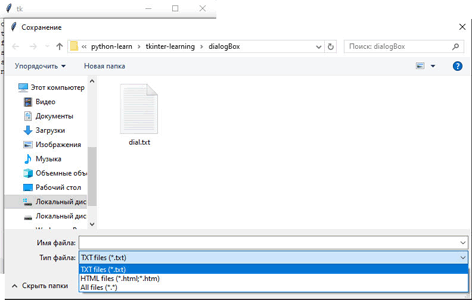 tk
Сохранение
« python-learn › tkinter-learning › dialogBox
Поиск: dialogBox
Упорядочить
Новая папка
Этот компьютер
Видео
Документы
Загрузки
Изображения
Музыка
Объемные объ
Рабочий стол
Локальный дис
Локальный дис
dial.txt
Имя файла:
Тип файла: TXT files (*.txt)
TXT files (*.txt)
HTML files (*.html;*.htm)
All files (*.*)
Скрыть папки